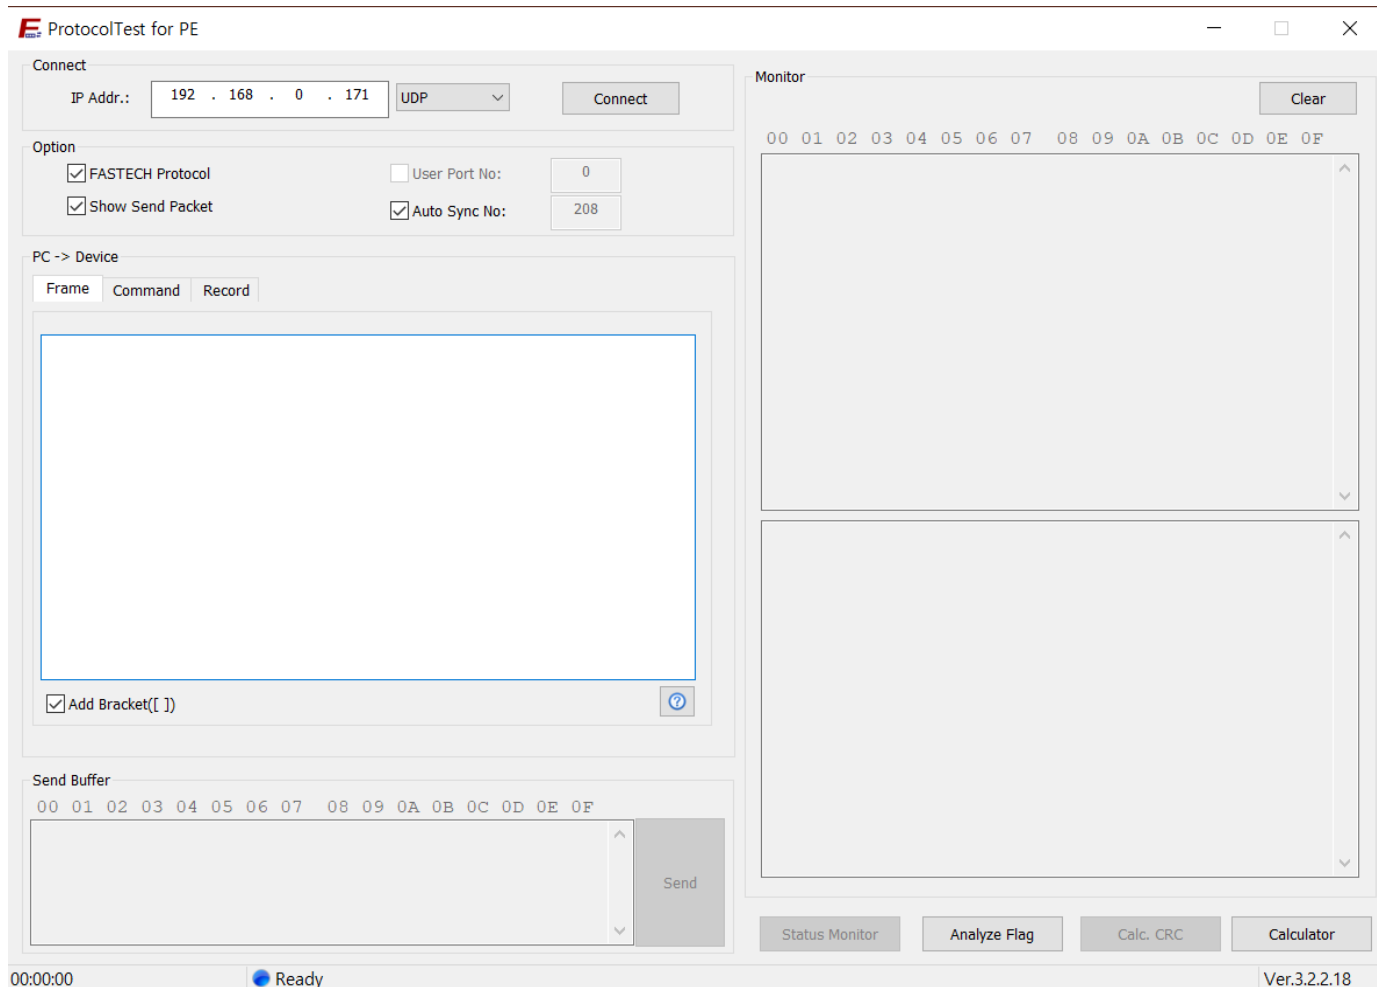 ProtocolTest for PE
Connect
IP Addr.: 192 . 168 . 0 . 171 UDP Connect
Option
FASTECH Protocol User Port No: 0
Show Send Packet Auto Sync No: 208
PC -> Device
Frame Command Record
Add Bracket([ ])
Send Buffer
00 01 02 03 04 05 06 07 08 09 0A 0B 0C 0D 0E 0F
Send
Monitor
Clear
00 01 02 03 04 05 06 07 08 09 0A 0B 0C 0D 0E 0F
Status Monitor Analyze Flag Calc. CRC Calculator
00:00:00 Ready Ver.3.2.2.18